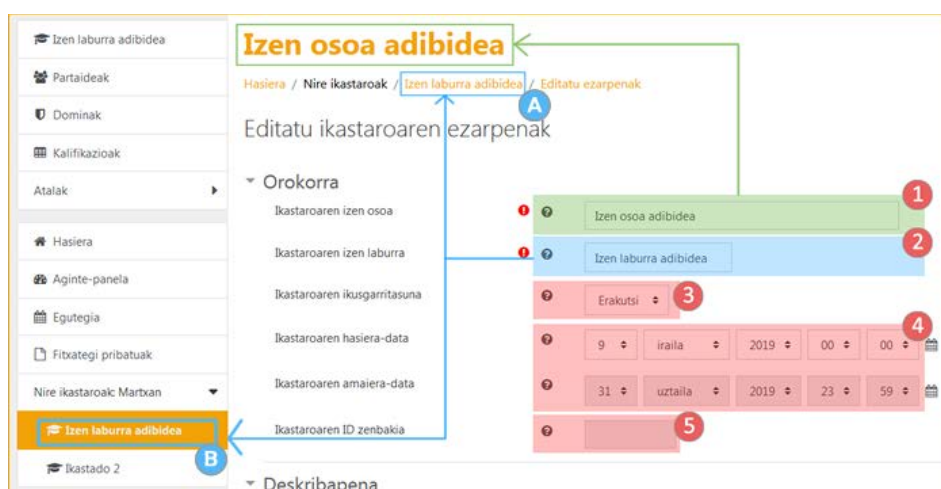 Izen laburra adibidea
Partaideak
Dominak
Kalifikazioak
Atalak
Hasiera
Aginte-panela
Egutegia
Fitxategi pribatuak
Nire ikastaroak: Martxan
Izen laburra adibidea
B
Ikastado 2
Izen osoa adibidea
Hasiera / Nire ikastaroak / Izen laburra adibidea / Editatu ezarpenak
A
Editatu ikastaroaren ezarpenak
Orokorra
1
Ikastaroaren izen osoa Izen osoa adibidea
2
Ikastaroaren izen laburra Izen laburra adibidea
Ikastaroaren ikusgarritasuna Erakutsi 3
4
Ikastaroaren hasiera-data 9 iraila 2019 00 00
Ikastaroaren amaiera-data 31 uztaila 2019 23 59
Ikastaroaren ID zenbakia 5
Deskribapena